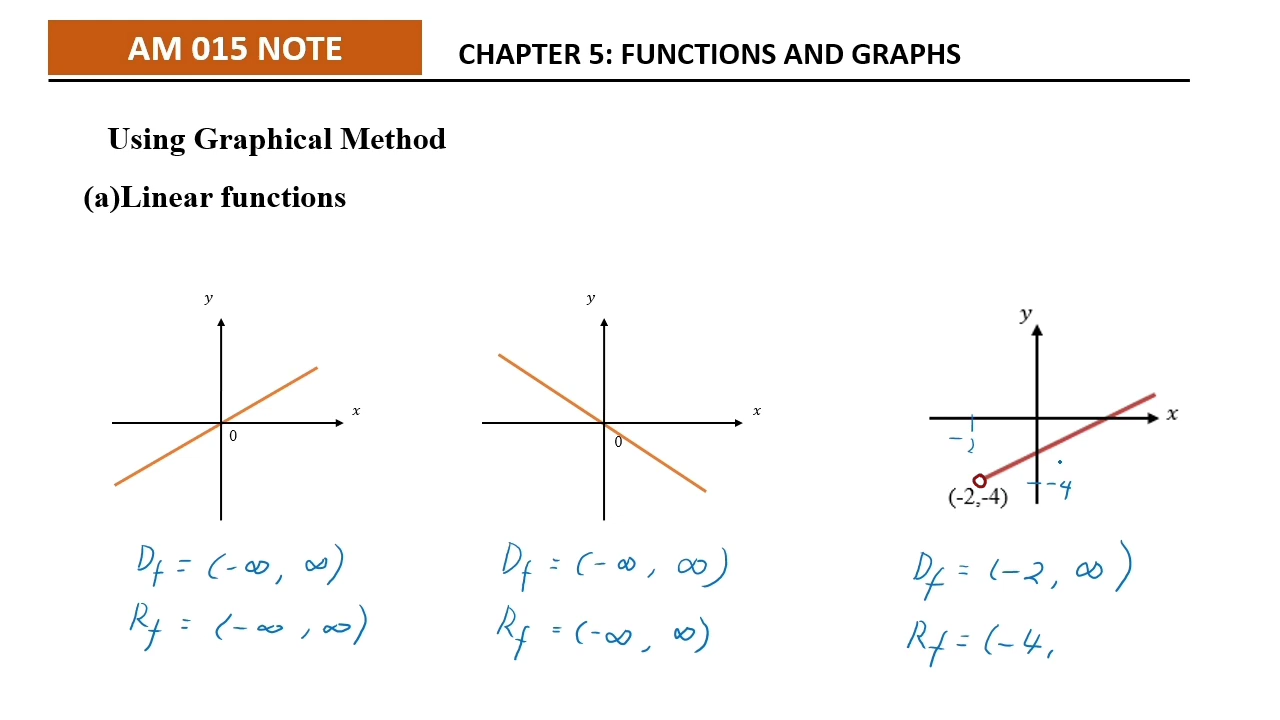 AM 015 NOTE
CHAPTER 5: FUNCTIONS AND GRAPHS
Using Graphical Method
(a)Linear functions
y
x
0
Df = (-∞, ∞)
Rf = (-∞, ∞)
y
x
0
Df = (-∞, ∞)
Rf = (-∞, ∞)
y
x
-2
-4
(-2,-4)
Df = (-2, ∞)
Rf = (-4,